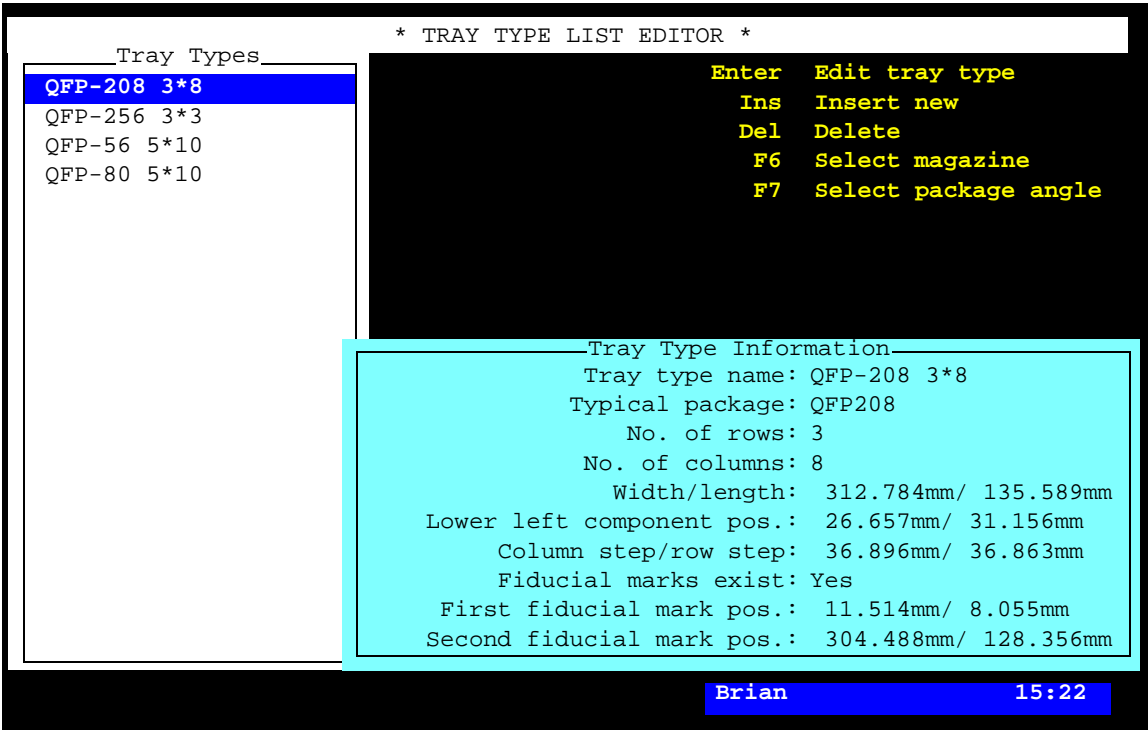 * TRAY TYPE LIST EDITOR *
Tray Types
QFP-208 3*8
QFP-256 3*3
QFP-56 5*10
QFP-80 5*10
Enter Edit tray type
Ins Insert new
Del Delete
F6 Select magazine
F7 Select package angle
Tray Type Information
Tray type name: QFP-208 3*8
Typical package: QFP208
No. of rows: 3
No. of columns: 8
Width/length: 312.784mm/ 135.589mm
Lower left component pos.: 26.657mm/ 31.156mm
Column step/row step: 36.896mm/ 36.863mm
Fiducial marks exist: Yes
First fiducial mark pos.: 11.514mm/ 8.055mm
Second fiducial mark pos.: 304.488mm/ 128.356mm
Brian 15:22